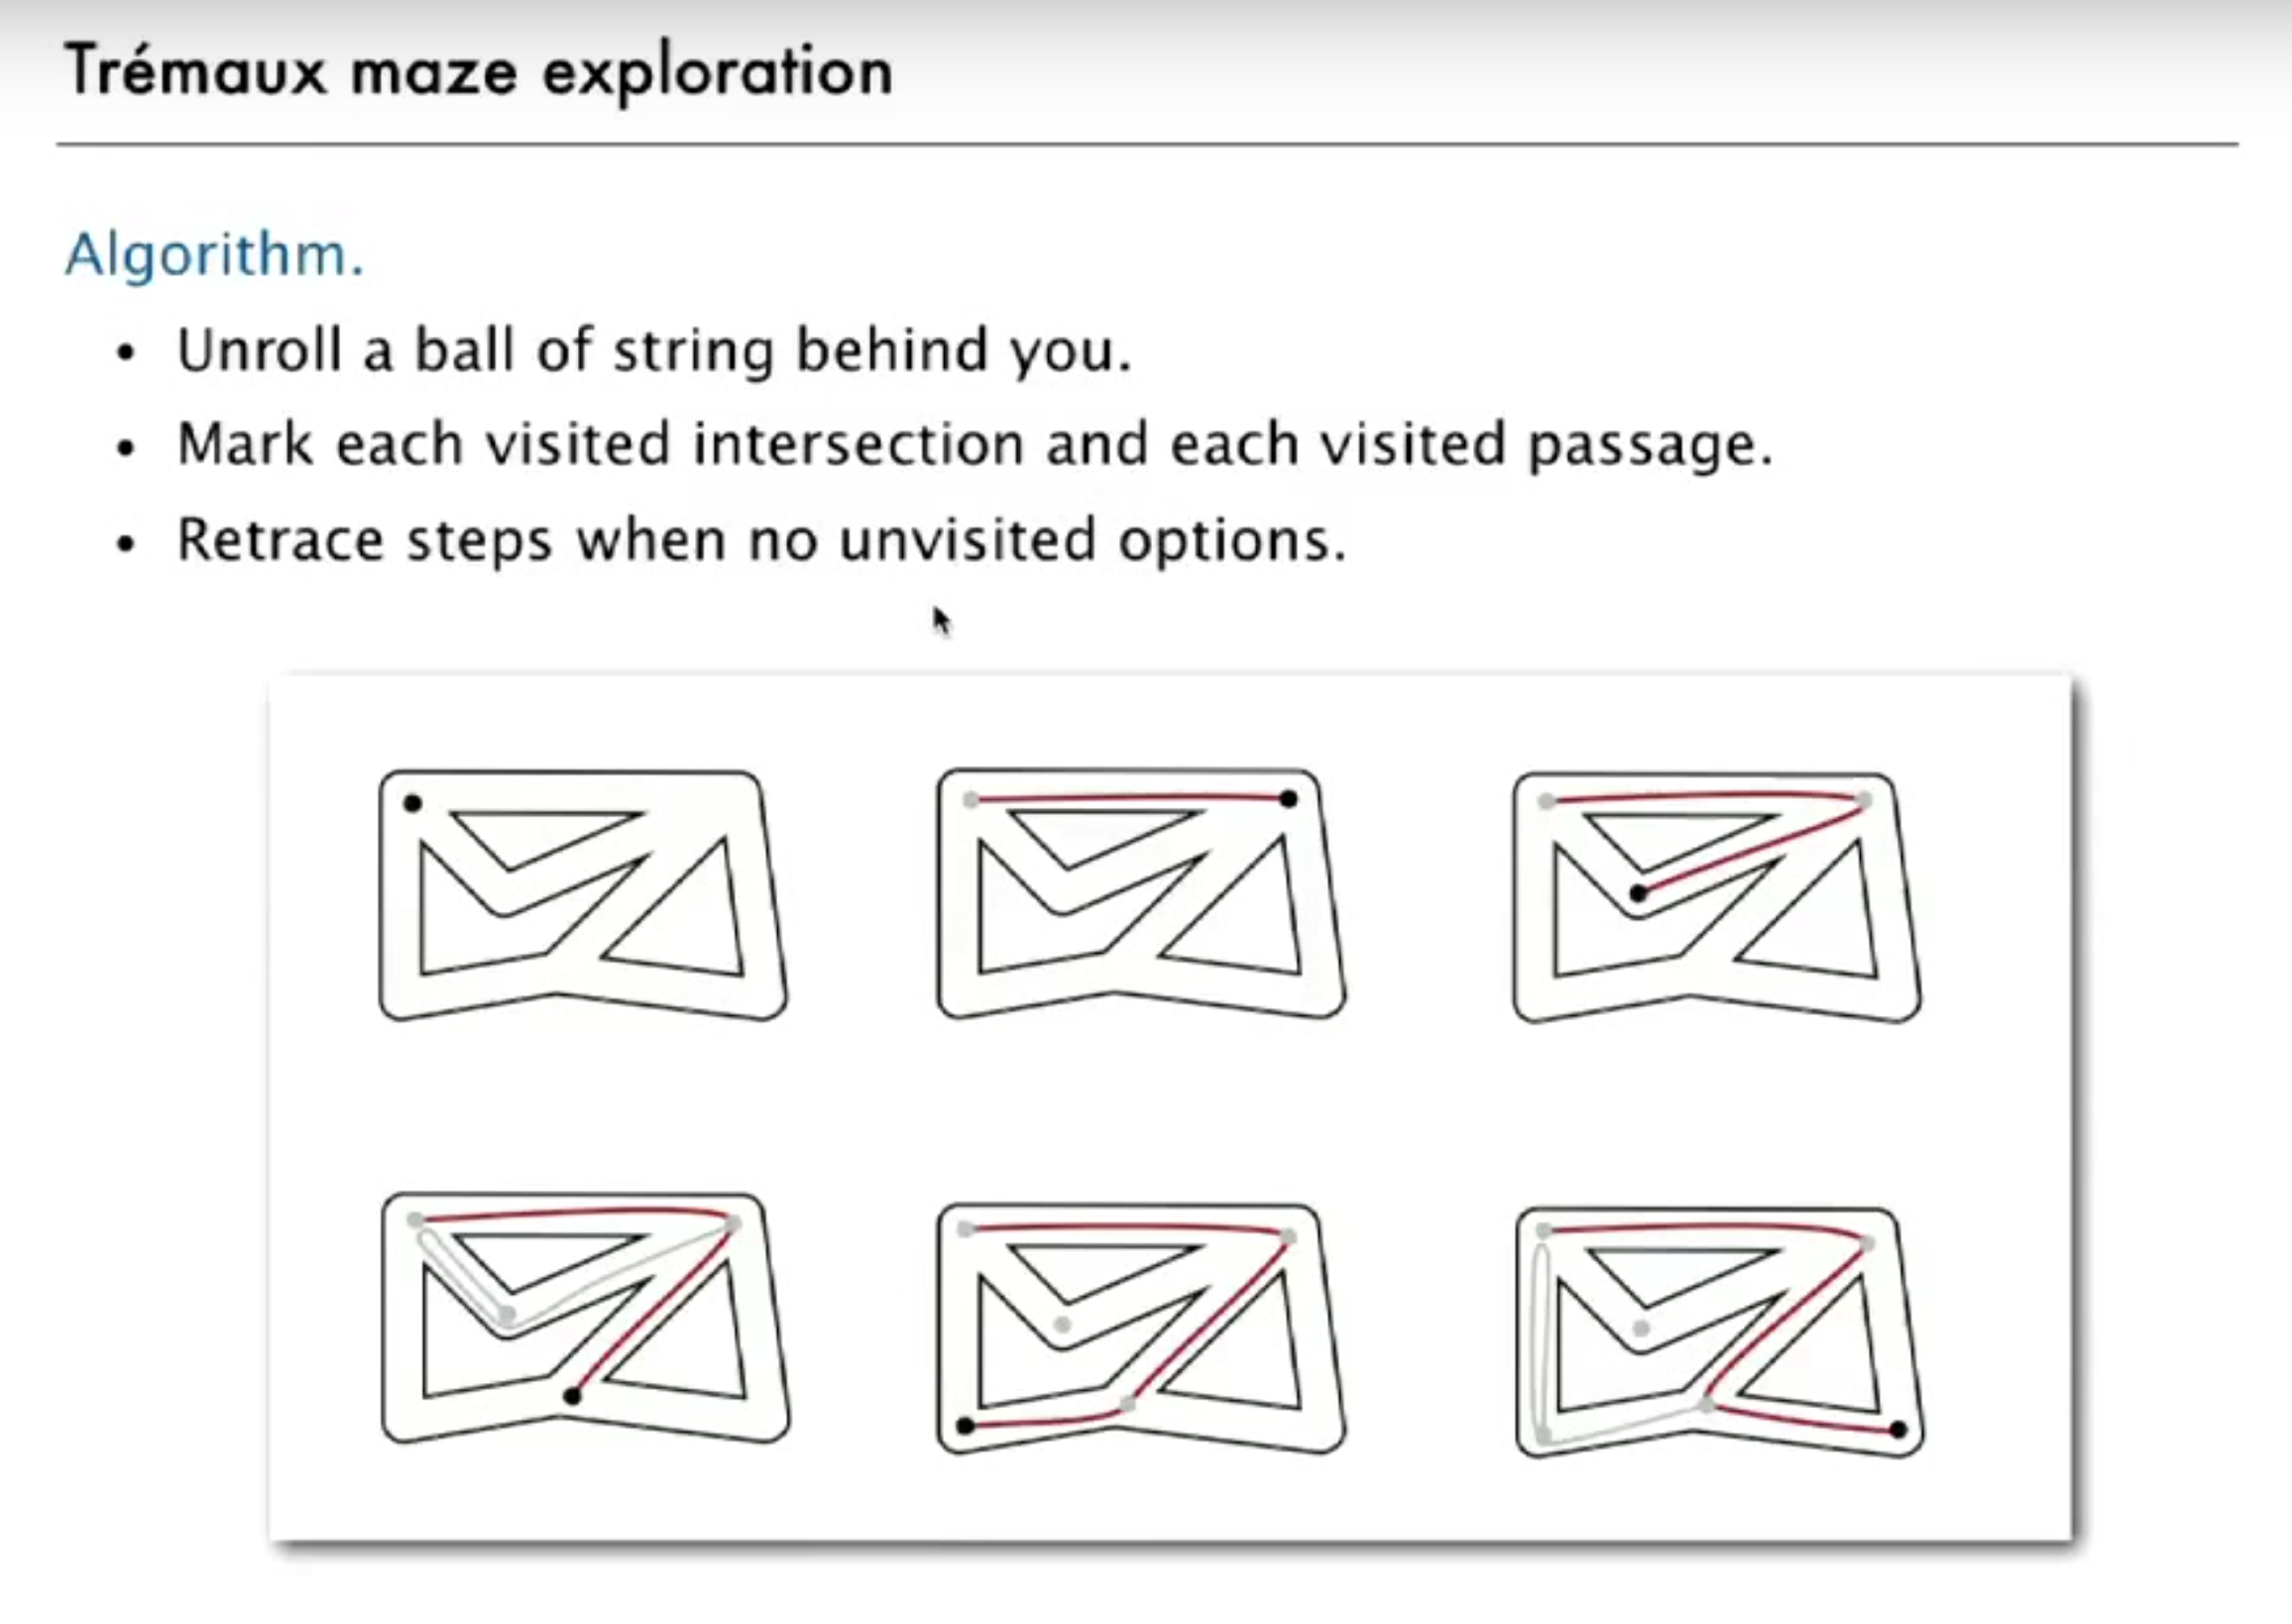 Trémaux maze exploration
Algorithm.
• Unroll a ball of string behind you.
• Mark each visited intersection and each visited passage.
• Retrace steps when no unvisited options.